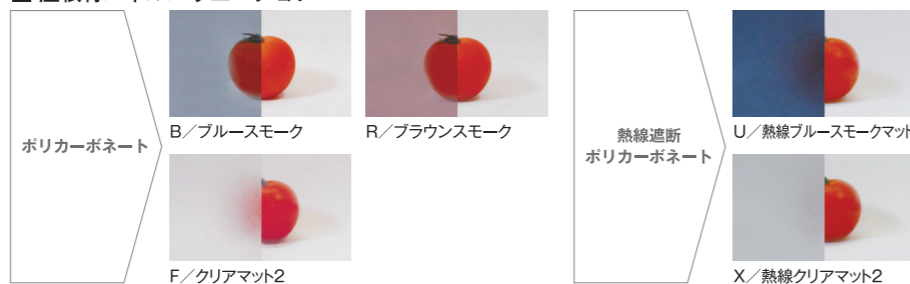 ポリカーボネート
B／ブルースモーク
R／ブラウンスモーク
F／クリアマット2
熱線遮断
ポリカーボネート
U／熱線ブルースモークマット
X／熱線クリアマット2